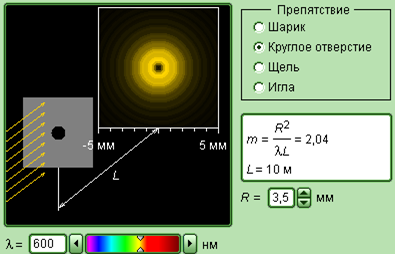 Препятствие
Шарик
Круглое отверстие
Щель
Игла
-5 мм
5 мм
L
m = R² / λL = 2,04
L = 10 м
R = 3,5 мм
λ = 600 нм